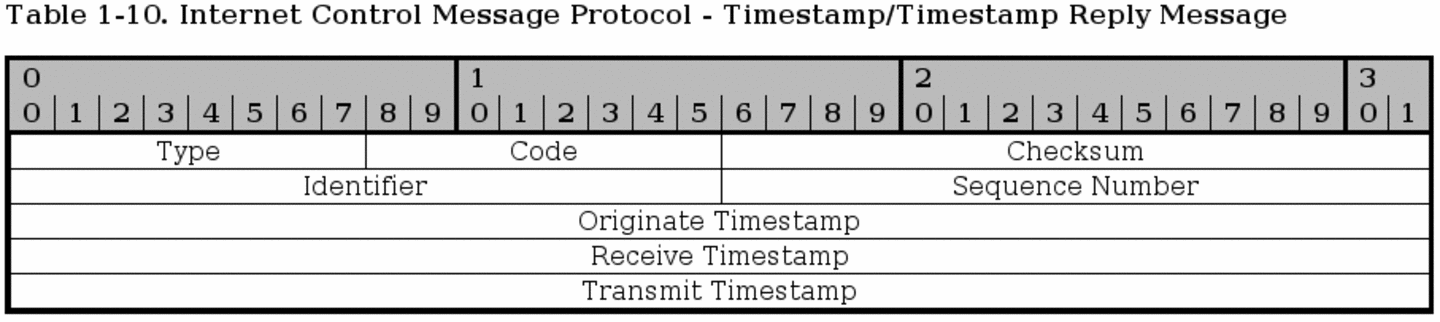 Table 1-10. Internet Control Message Protocol - Timestamp/Timestamp Reply Message
0 1 2 3
0 1 2 3 4 5 6 7 8 9 0 1 2 3 4 5 6 7 8 9 0 1 2 3 4 5 6 7 8 9 0 1
Type Code Checksum
Identifier Sequence Number
Originate Timestamp
Receive Timestamp
Transmit Timestamp